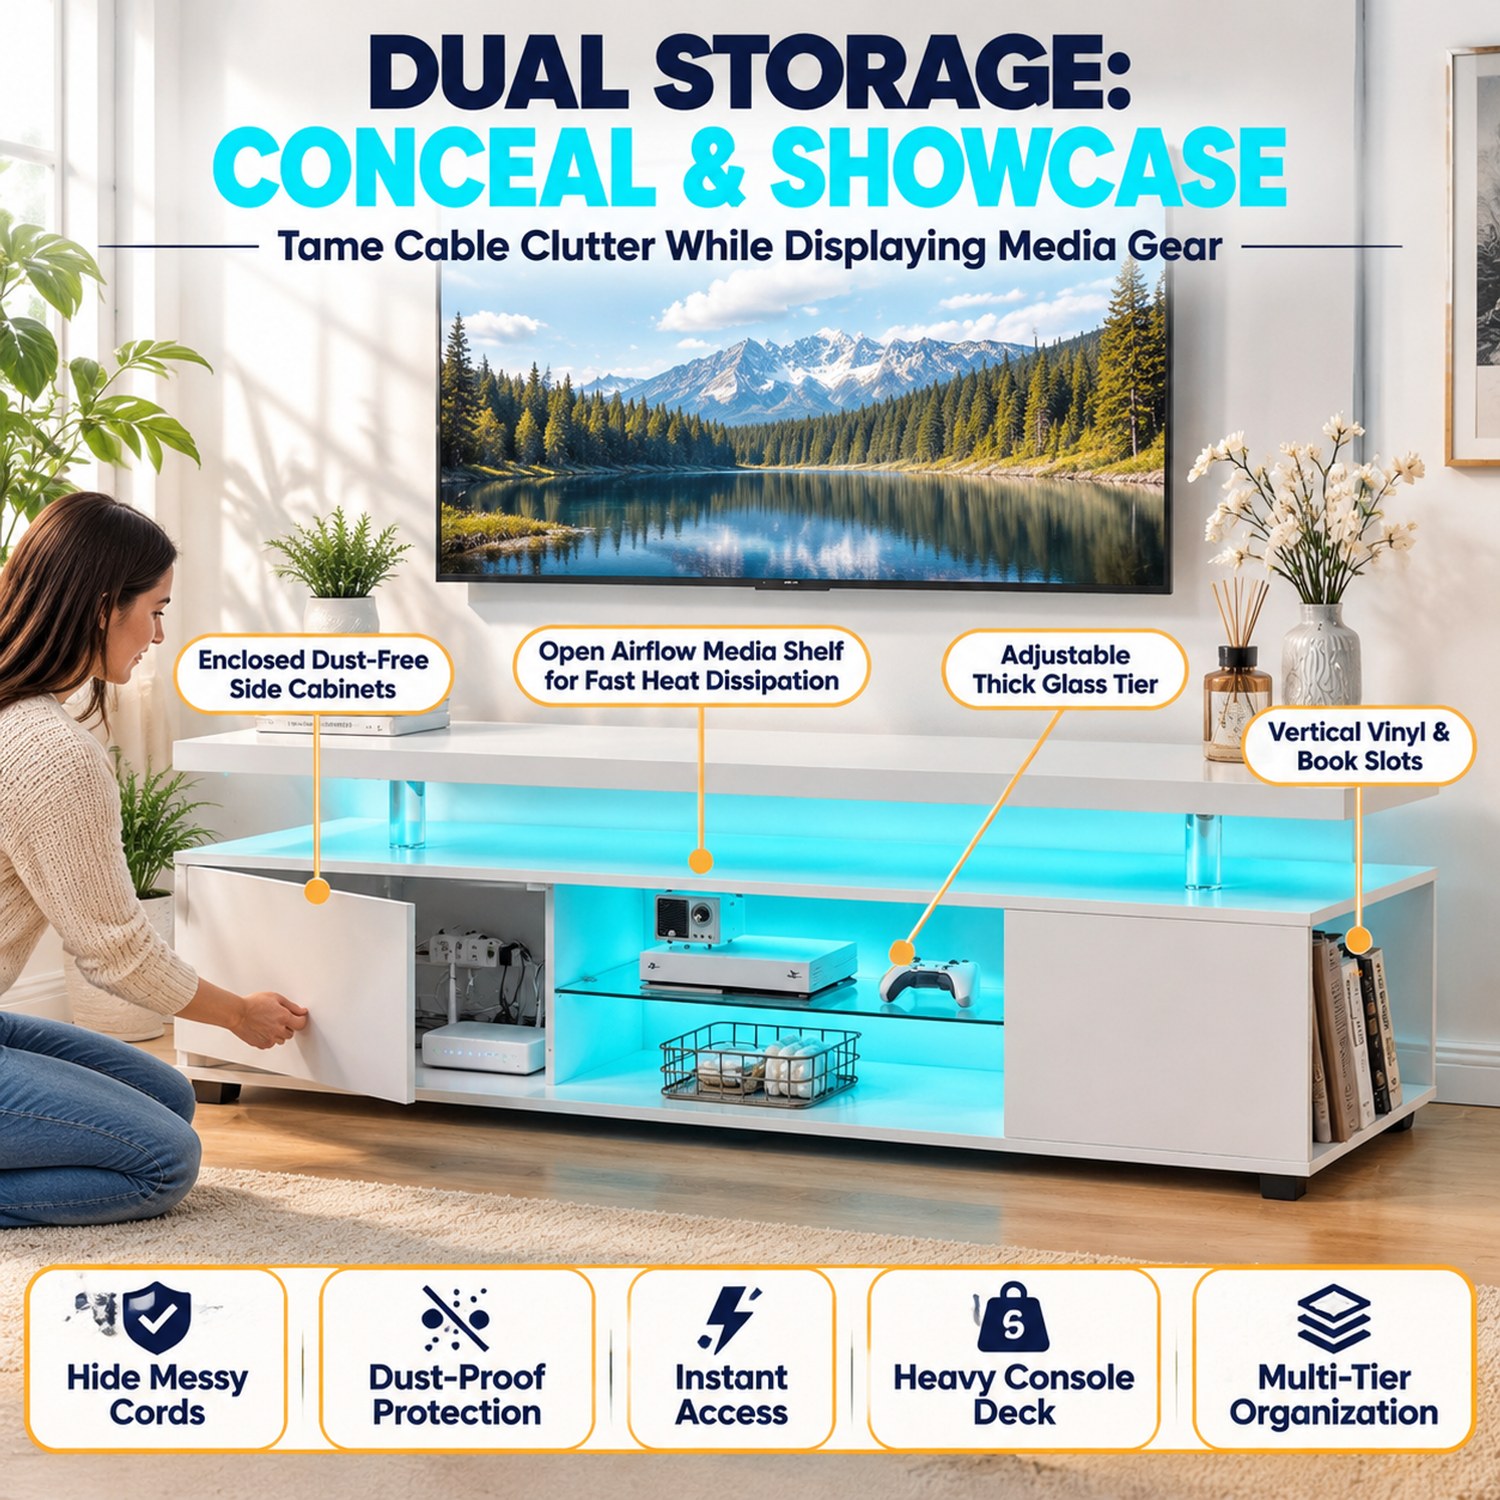 DUAL STORAGE:
CONCEAL & SHOWCASE
Tame Cable Clutter While Displaying Media Gear
Enclosed Dust-Free
Side Cabinets
Open Airflow Media Shelf
for Fast Heat Dissipation
Adjustable
Thick Glass Tier
Vertical Vinyl &
Book Slots
Hide Messy
Cords
Dust-Proof
Protection
Instant
Access
Heavy Console
Deck
Multi-Tier
Organization